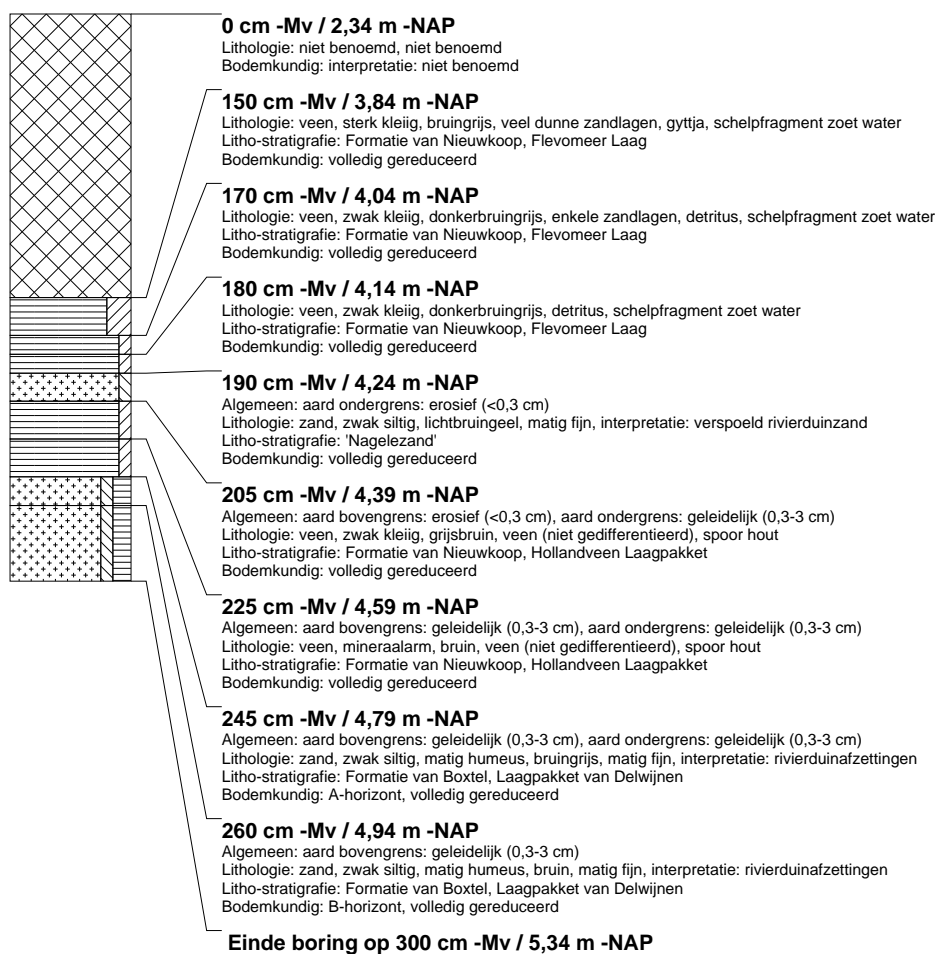 0 cm -Mv / 2,34 m -NAP
Lithologie: niet benoemd, niet benoemd
Bodemkundig: interpretatie: niet benoemd
150 cm -Mv / 3,84 m -NAP
Lithologie: veen, sterk kleiig, bruingrijs, veel dunne zandlagen, gyttja, schelpfragment zoet water
Litho-stratigrafie: Formatie van Nieuwkoop, Flevomeer Laag
Bodemkundig: volledig gereduceerd
170 cm -Mv / 4,04 m -NAP
Lithologie: veen, zwak kleiig, donkerbruingrijs, enkele zandlagen, detritus, schelpfragment zoet water
Litho-stratigrafie: Formatie van Nieuwkoop, Flevomeer Laag
Bodemkundig: volledig gereduceerd
180 cm -Mv / 4,14 m -NAP
Lithologie: veen, zwak kleiig, donkerbruingrijs, detritus, schelpfragment zoet water
Litho-stratigrafie: Formatie van Nieuwkoop, Flevomeer Laag
Bodemkundig: volledig gereduceerd
190 cm -Mv / 4,24 m -NAP
Algemeen: aard ondergrens: erosief (<0,3 cm)
Lithologie: zand, zwak siltig, lichtbruingeel, matig fijn, interpretatie: verspoeld rivierduinzand
Litho-stratigrafie: 'Nagelezand'
Bodemkundig: volledig gereduceerd
205 cm -Mv / 4,39 m -NAP
Algemeen: aard bovengrens: erosief (<0,3 cm), aard ondergrens: geleidelijk (0,3-3 cm)
Lithologie: veen, zwak kleiig, grijsbruin, veen (niet gedifferentieerd), spoor hout
Litho-stratigrafie: Formatie van Nieuwkoop, Hollandveen Laagpakket
Bodemkundig: volledig gereduceerd
225 cm -Mv / 4,59 m -NAP
Algemeen: aard bovengrens: geleidelijk (0,3-3 cm), aard ondergrens: geleidelijk (0,3-3 cm)
Lithologie: veen, mineraalarm, bruin, veen (niet gedifferentieerd), spoor hout
Litho-stratigrafie: Formatie van Nieuwkoop, Hollandveen Laagpakket
Bodemkundig: volledig gereduceerd
245 cm -Mv / 4,79 m -NAP
Algemeen: aard bovengrens: geleidelijk (0,3-3 cm), aard ondergrens: geleidelijk (0,3-3 cm)
Lithologie: zand, zwak siltig, matig humeus, bruingrijs, matig fijn, interpretatie: rivierduinafzettingen
Litho-stratigrafie: Formatie van Boxtel, Laagpakket van Delwijnen
Bodemkundig: A-horizont, volledig gereduceerd
260 cm -Mv / 4,94 m -NAP
Algemeen: aard bovengrens: geleidelijk (0,3-3 cm)
Lithologie: zand, zwak siltig, matig humeus, bruin, matig fijn, interpretatie: rivierduinafzettingen
Litho-stratigrafie: Formatie van Boxtel, Laagpakket van Delwijnen
Bodemkundig: B-horizont, volledig gereduceerd
Einde boring op 300 cm -Mv / 5,34 m -NAP